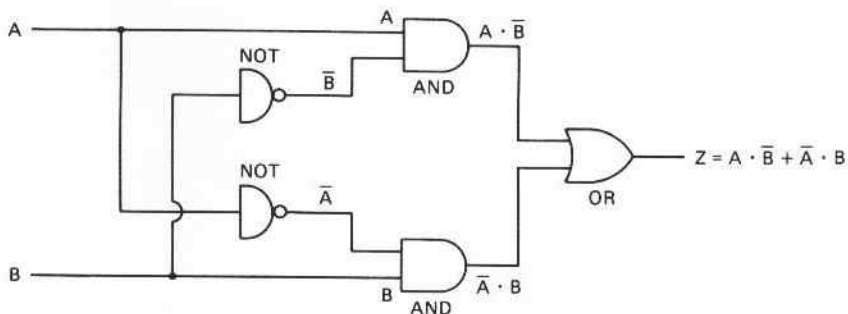 A
A
A · B̅
NOT
B̅
AND
Z = A · B̅ + A̅ · B
NOT
A̅
OR
B
B
A̅ · B
AND